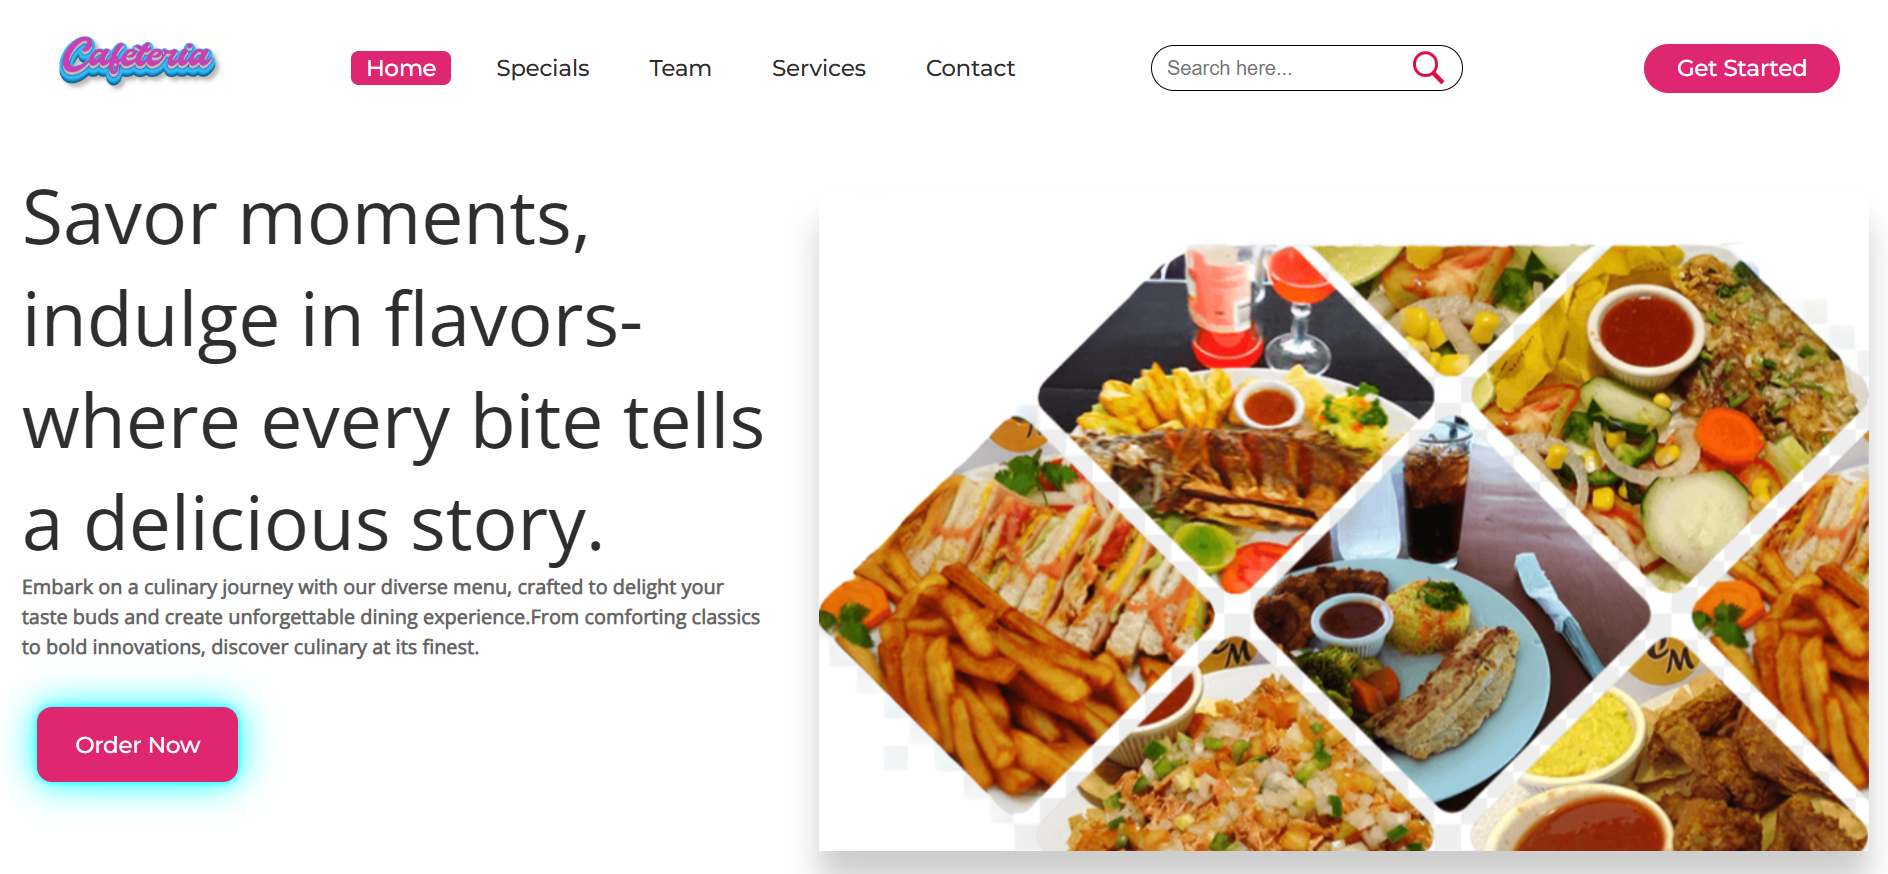 Cafeteria
Home
Specials
Team
Services
Contact
Search here...
Get Started
Savor moments,
indulge in flavors-
where every bite tells
a delicious story.
Embark on a culinary journey with our diverse menu, crafted to delight your
taste buds and create unforgettable dining experience.From comforting classics
to bold innovations, discover culinary at its finest.
Order Now